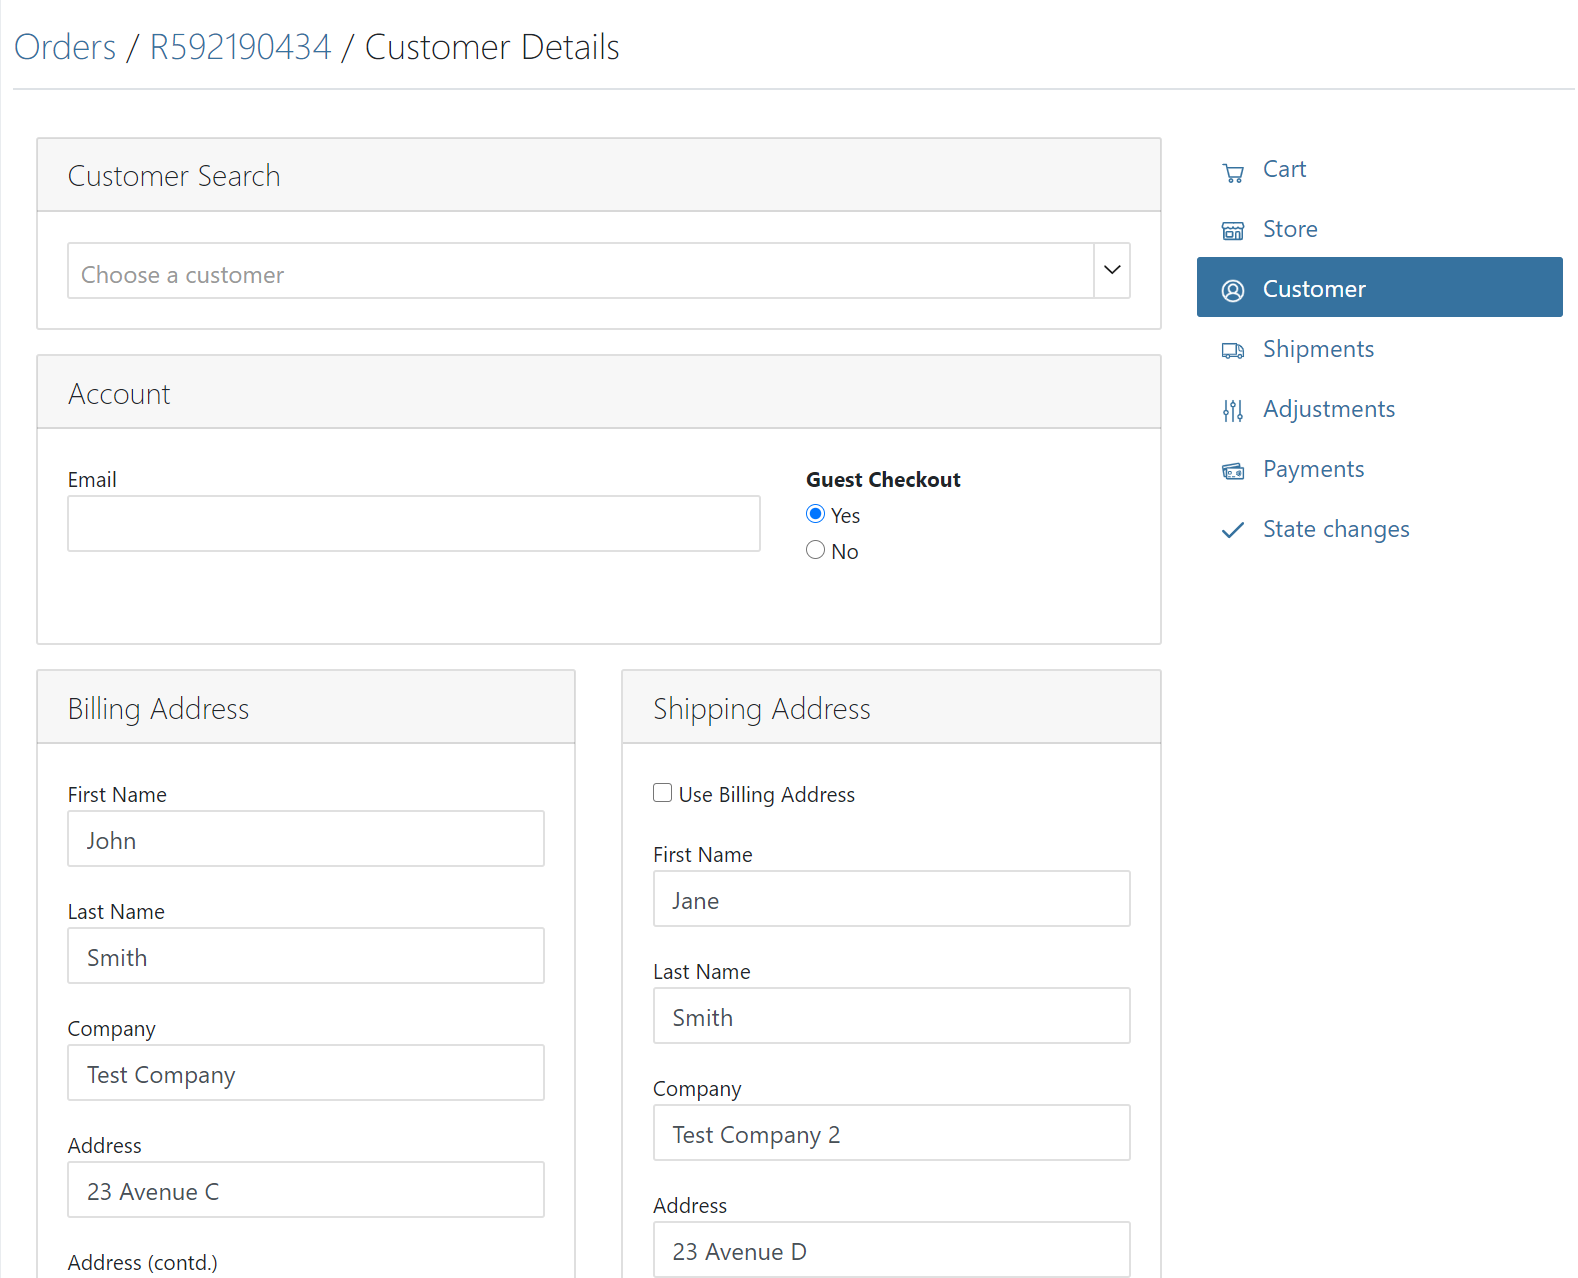 Orders / R592190434 / Customer Details
Customer Search
Choose a customer
Account
Email
Guest Checkout
Yes
No
Billing Address
First Name
John
Last Name
Smith
Company
Test Company
Address
23 Avenue C
Address (contd.)
Shipping Address
Use Billing Address
First Name
Jane
Last Name
Smith
Company
Test Company 2
Address
23 Avenue D
Cart
Store
Customer
Shipments
Adjustments
Payments
State changes